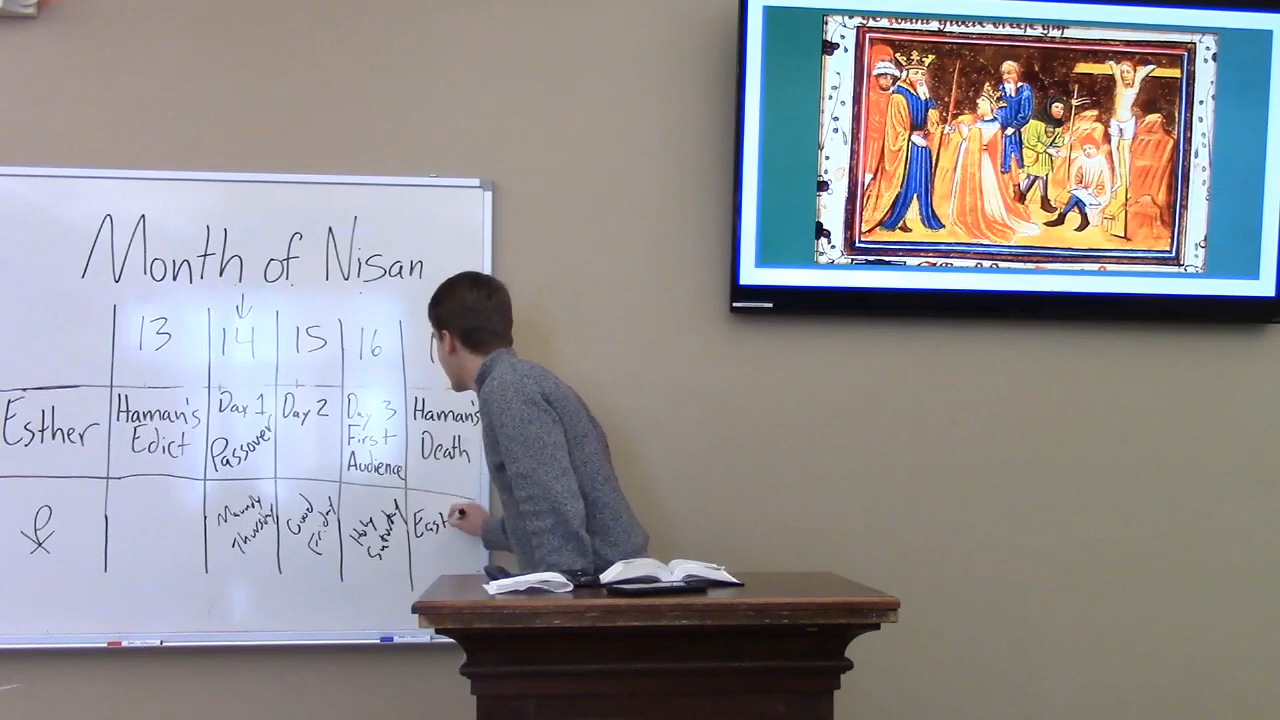 Month of Nisan
13 14 15 16
Esther
Haman's Edict
Day 1 Passover
Day 2
Day 3 First Audience
Haman's Death
Maundy Thursday
Good Friday
Holy Saturday
East